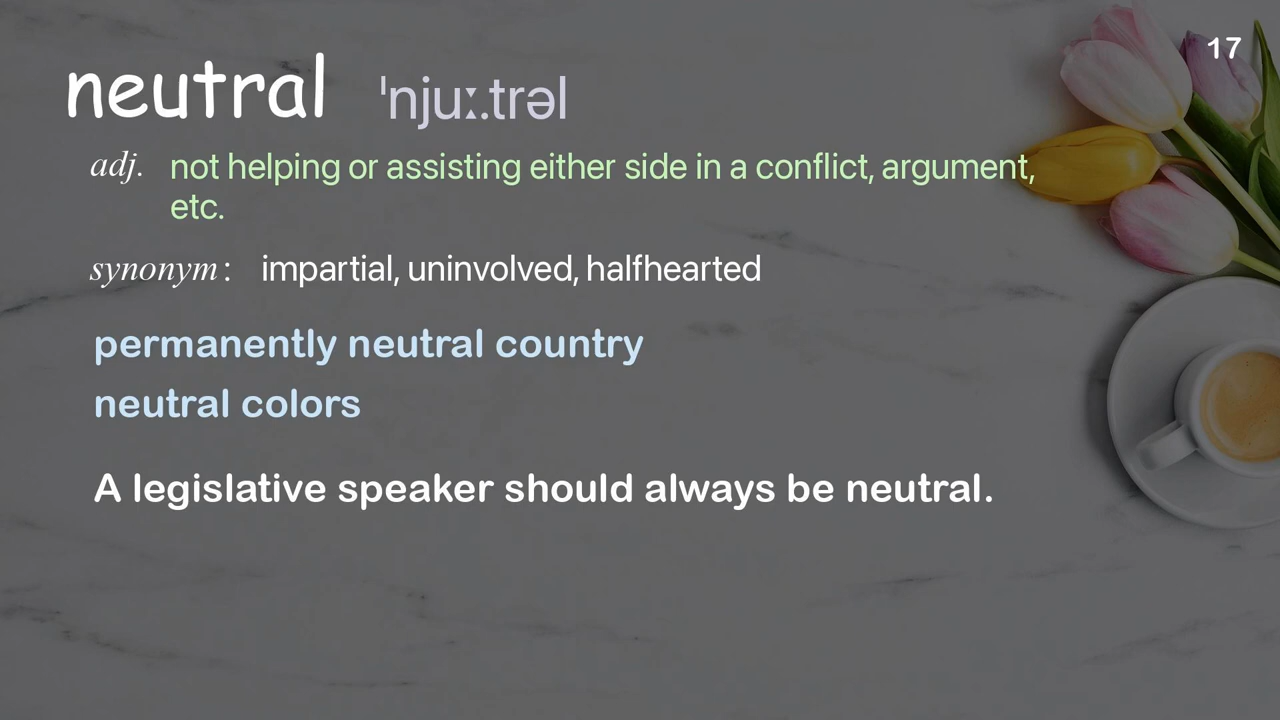 17
neutral ˈnjuː.trəl
adj. not helping or assisting either side in a conflict, argument,
etc.
synonym: impartial, uninvolved, halfhearted
permanently neutral country
neutral colors
A legislative speaker should always be neutral.